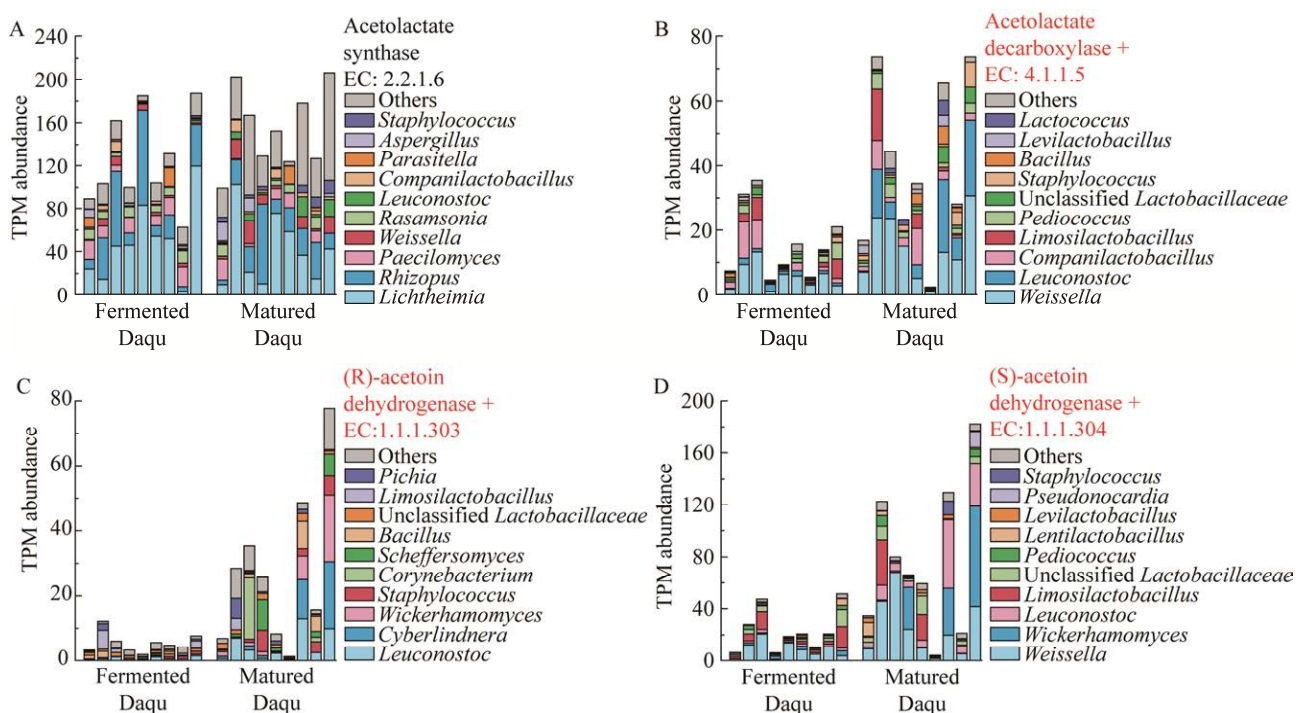 A
Acetolactate
synthase
EC: 2.2.1.6
Others
Staphylococcus
Aspergillus
Parasitella
Companilactobacillus
Leuconostoc
Rasamsonia
Weissella
Paecilomyces
Rhizopus
Lichtheimia
TPM abundance
240
200
160
120
80
40
0
Fermented
Daqu
Matured
Daqu
B
Acetolactate
decarboxylase +
EC: 4.1.1.5
Others
Lactococcus
Levilactobacillus
Bacillus
Staphylococcus
Unclassified Lactobacillaceae
Pediococcus
Limosilactobacillus
Companilactobacillus
Leuconostoc
Weissella
TPM abundance
80
60
40
20
0
Fermented
Daqu
Matured
Daqu
C
(R)-acetoin
dehydrogenase +
EC:1.1.1.303
Others
Pichia
Limosilactobacillus
Unclassified Lactobacillaceae
Bacillus
Scheffersomyces
Corynebacterium
Staphylococcus
Wickerhamomyces
Cyberlindnera
Leuconostoc
TPM abundance
80
60
40
20
0
Fermented
Daqu
Matured
Daqu
D
(S)-acetoin
dehydrogenase +
EC:1.1.1.304
Others
Staphylococcus
Pseudonocardia
Levilactobacillus
Lentilactobacillus
Pediococcus
Unclassified Lactobacillaceae
Limosilactobacillus
Leuconostoc
Wickerhamomyces
Weissella
TPM abundance
200
160
120
80
40
0
Fermented
Daqu
Matured
Daqu